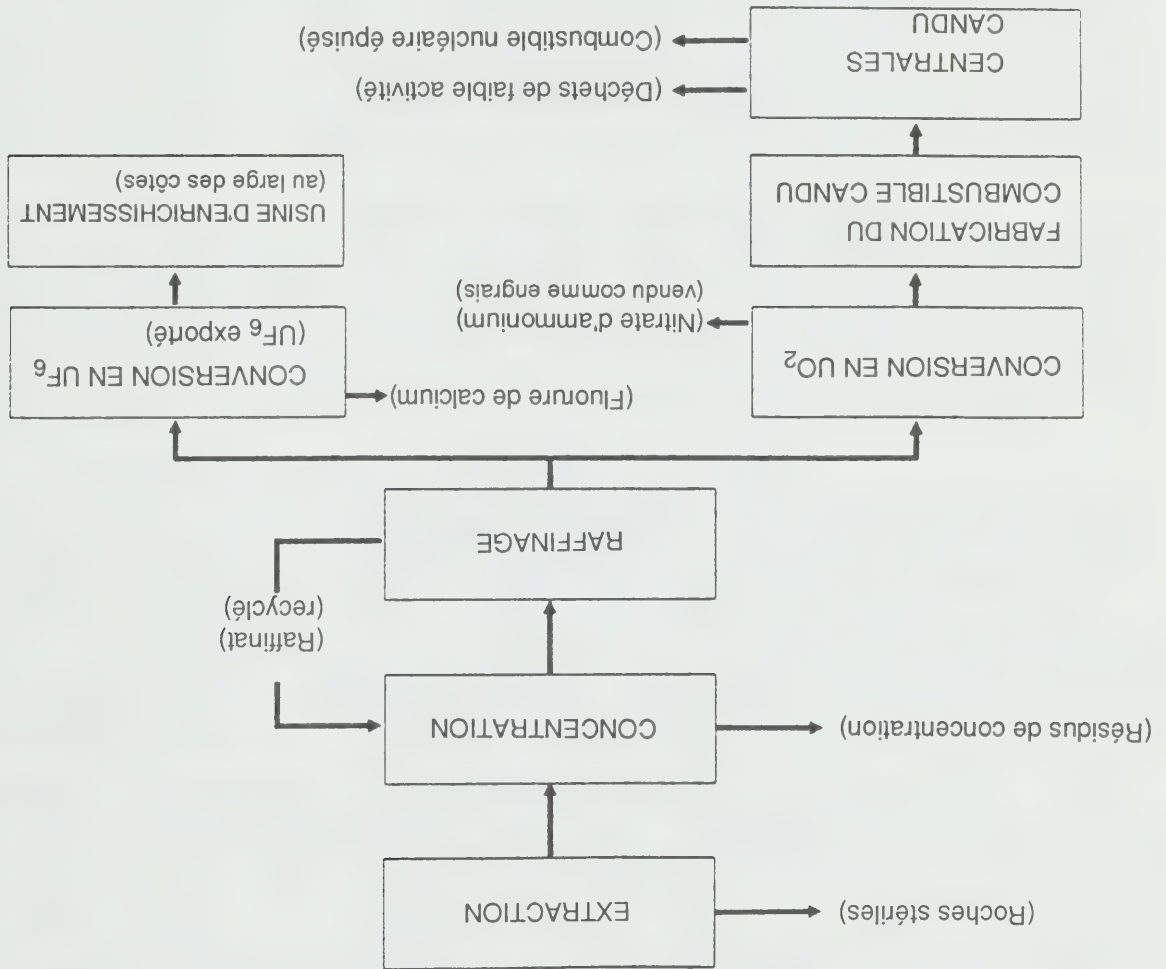 EXTRACTION
(Roches stériles)
CONCENTRATION
(Résidus de concentration)
(Raffinat)
(recyclé)
RAFFINAGE
CONVERSION EN UF6
(UF6 exporté)
(Fluorure de calcium)
CONVERSION EN UO2
(Nitrate d'ammonium)
(vendu comme engrais)
USINE D'ENRICHISSEMENT
(au large des côtes)
FABRICATION DU
COMBUSTIBLE CANDU
CENTRALES
CANDU
(Déchets de faible activité)
(Combustible nucléaire épuisé)